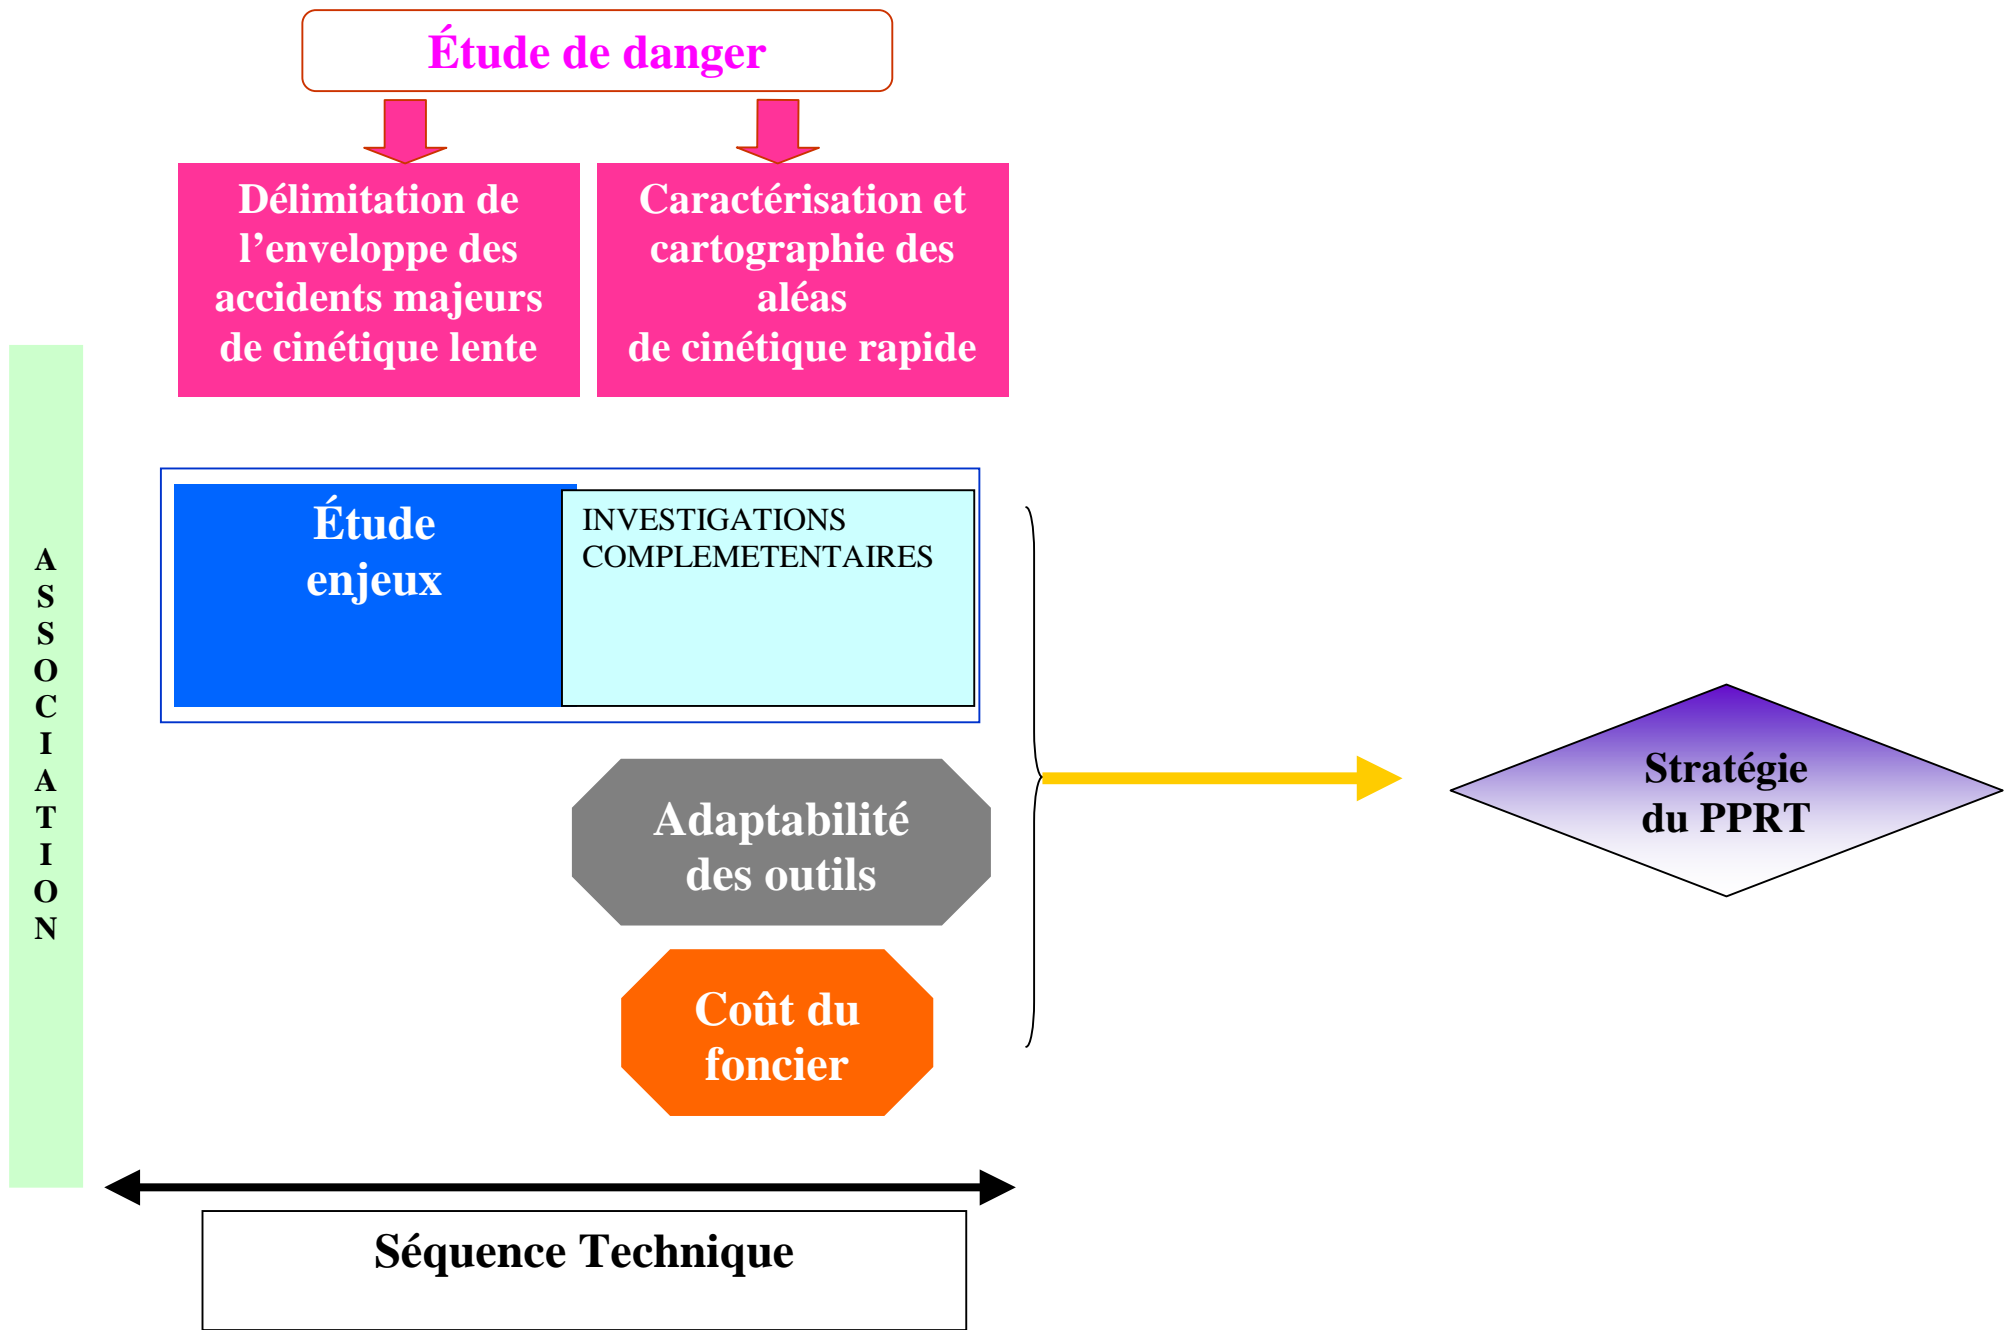 Étude de danger
Délimitation de
l’enveloppe des
accidents majeurs
de cinétique lente
Caractérisation et
cartographie des
aléas
de cinétique rapide
A
S
S
O
C
I
A
T
I
O
N
Étude
enjeux
INVESTIGATIONS
COMPLEMETENTAIRES
Adaptabilité
des outils
Coût du
foncier
Stratégie
du PPRT
Séquence Technique